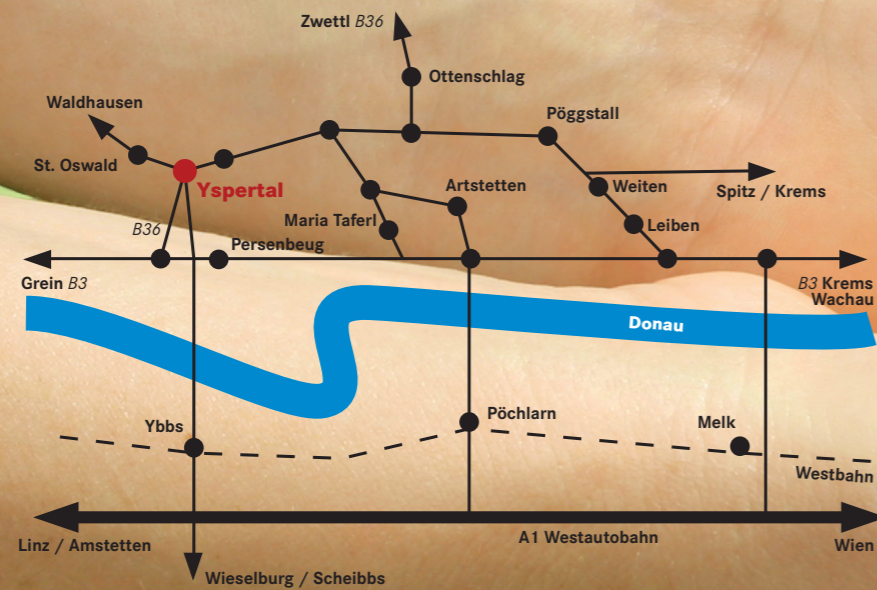 Zwettl B36
Ottenschlag
Waldhausen
Pöggstall
St. Oswald
Yspertal
Artstetten
Weiten
Spitz / Krems
Maria Taferl
Leiben
B36
Persenbeug
Grein B3
B3 Krems
Wachau
Donau
Ybbs
Pöchlarn
Melk
Westbahn
Linz / Amstetten
A1 Westautobahn
Wien
Wieselburg / Scheibbs